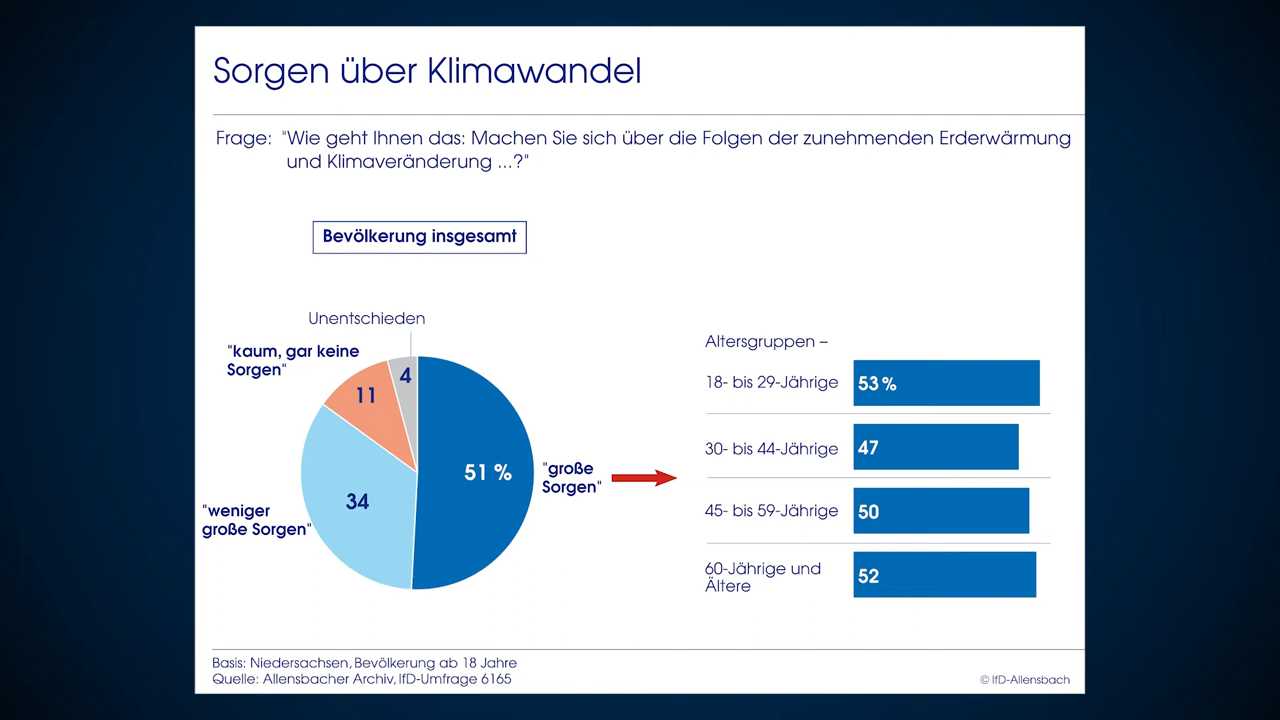 Sorgen über Klimawandel
Frage: "Wie geht Ihnen das: Machen Sie sich über die Folgen der zunehmenden Erderwärmung
und Klimaveränderung ...?"
Bevölkerung insgesamt
Unentschieden
"kaum, gar keine
Sorgen"
4
11
51 %
34
"große
Sorgen"
"weniger
große Sorgen"
Altersgruppen –
18- bis 29-Jährige 53 %
30- bis 44-Jährige 47
45- bis 59-Jährige 50
60-Jährige und
Ältere
52
Basis: Niedersachsen, Bevölkerung ab 18 Jahre
Quelle: Allensbacher Archiv, IfD-Umfrage 6165
© IfD-Allensbach